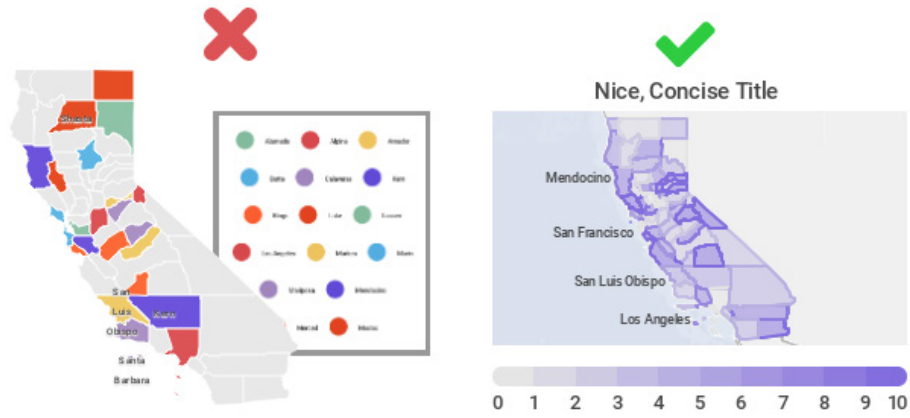 Shasta
San
Luis
Obispo
Kern
Santa
Barbara
Alameda Alpine Amador
Butte Calaveras Kern
Kings Lake Lassen
Los Angeles Madera Marin
Mariposa Mendocino
Merced Modoc
Nice, Concise Title
Mendocino
San Francisco
San Luis Obispo
Los Angeles
0 1 2 3 4 5 6 7 8 9 10